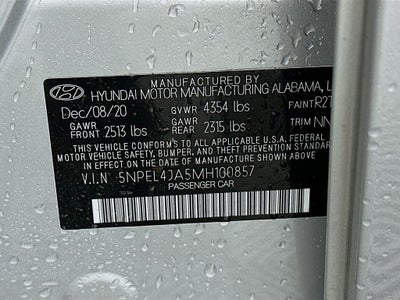 MANUFACTURED BY
HYUNDAI MOTOR MANUFACTURING ALABAMA, L
Dec/08/20 GVWR 4354 lbs PAINT R2T
GAWR FRONT 2513 lbs GAWR REAR 2315 lbs TRIM NN
THIS VEHICLE CONFORMS TO ALL APPLICABLE U.S. FEDERAL
MOTOR VEHICLE SAFETY, BUMPER, AND THEFT PREVENTION
STANDARDS IN EFFECT ON THE DATE OF MANUFACTURE SHOWN ABOVE.
V.I.N 5NPEL4JA5MH100857
PASSENGER CAR